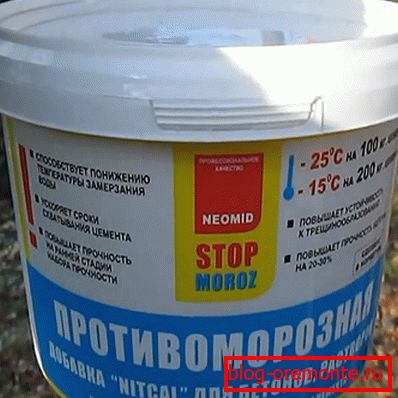 СПОСОБСТВУЕТ ПОНИЖЕНИЮ
ТЕМПЕРАТУРЫ ЗАМЕРЗАНИЯ
ВОДЫ
УСКОРЯЕТ СРОКИ
СХВАТЫВАНИЯ ЦЕМЕНТА
ПОВЫШАЕТ ПРОЧНОСТЬ
НА РАННЕЙ СТАДИИ
НАБОРА ПРОЧНОСТИ
ПРОФЕССИОНАЛЬНОЕ
КАЧЕСТВО
NEOMID
STOP
MOROZ
- 25°C НА 100 КГ
- 15°C НА 200 КГ
ПОВЫШАЕТ УСТОЙЧИВОСТЬ
К ТРЕЩИНООБРАЗОВАНИЮ
ПОВЫШАЕТ ПРОЧНОСТЬ
НА 20-30%
ПРОТИВОМОРОЗНАЯ
ДОБАВКА "NITCAL" ДЛЯ
blog-oremonte.ru